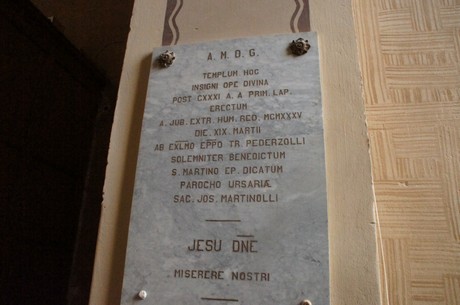 A. M. D. G.
TEMPLUM HOC
INSIGNI OPE DIVINA
POST CXXXI A. A PRIM. LAP.
ERECTUM
A. JUB. EXTR. HUM. RED. MCMXXXV
DIE. XIX. MARTII
AB EXLMO EPPO TR. PEDERZOLLI
SOLEMNITER BENEDICTUM
S. MARTINO EP. DICATUM
PAROCHO URSARIÆ
SAC. JOS. MARTINOLLI
JESU DNE
MISERERE NOSTRI